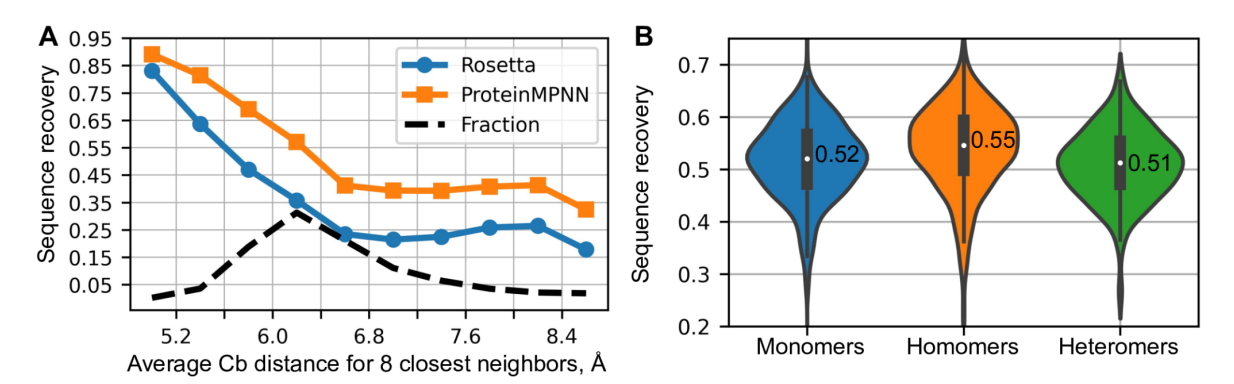 A
Sequence recovery
0.95
0.85
0.75
0.65
0.55
0.45
0.35
0.25
0.15
0.05
Rosetta
ProteinMPNN
Fraction
5.2 6.0 6.8 7.6 8.4
Average Cb distance for 8 closest neighbors, Å
B
Sequence recovery
0.7
0.6
0.5
0.4
0.3
0.2
0.52
0.55
0.51
Monomers Homomers Heteromers